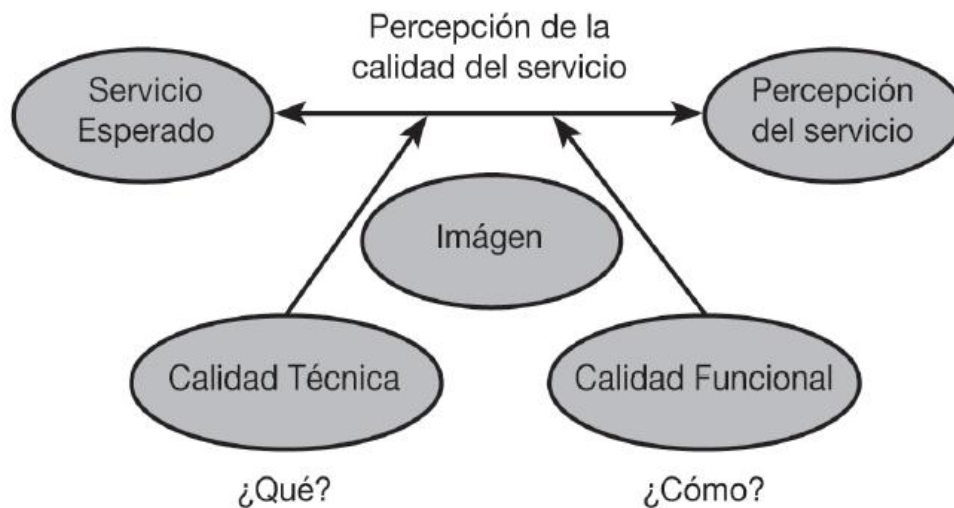 Percepción de la
calidad del servicio
Servicio
Esperado
Percepción
del servicio
Imágen
Calidad Técnica
Calidad Funcional
¿Qué?
¿Cómo?